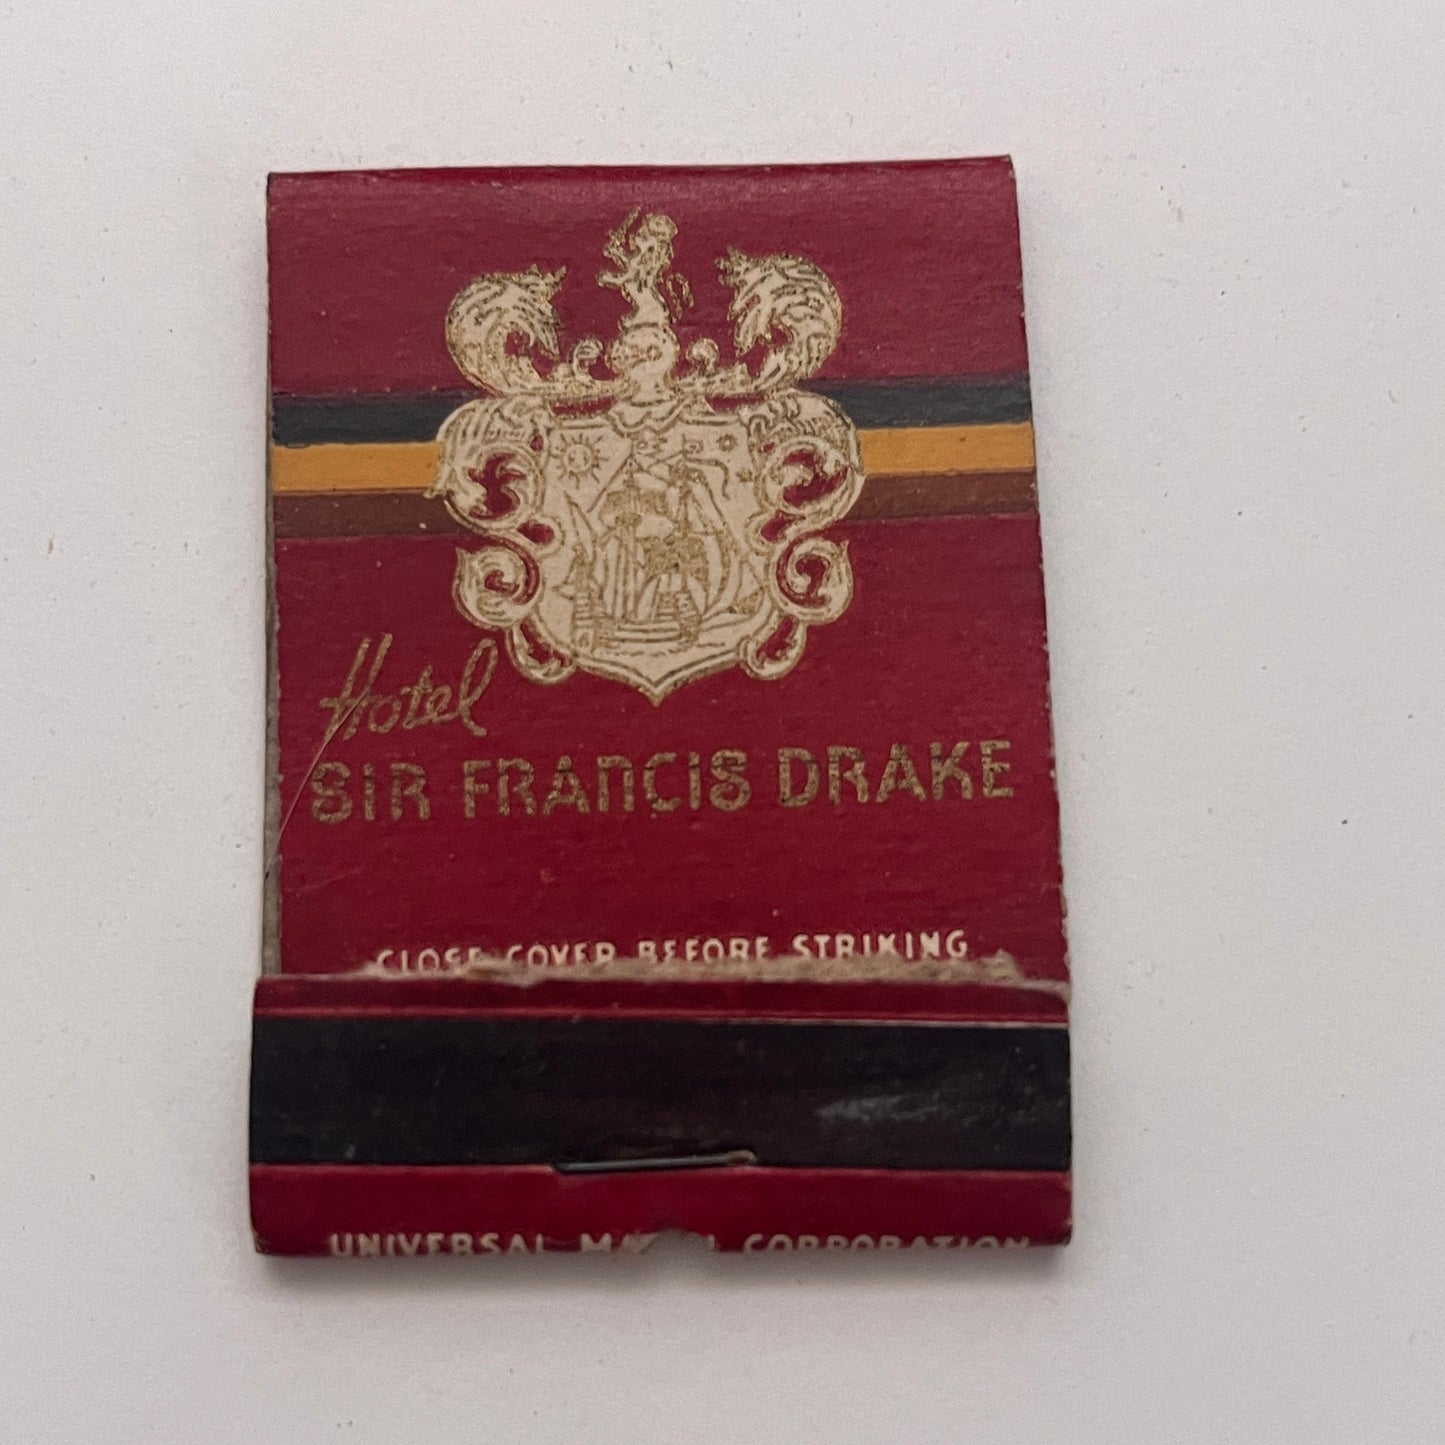 Hotel
SIR FRANCIS DRAKE
CLOSE COVER BEFORE STRIKING
UNIVERSAL CORPORATION